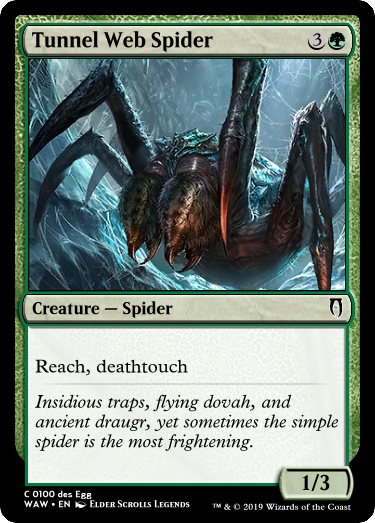 Tunnel Web Spider 3
Creature — Spider
Reach, deathtouch
Insidious traps, flying dovah, and
ancient draugr, yet sometimes the simple
spider is the most frightening.
1/3
C 0100 des Egg
WAW • EN Elder Scrolls Legends
™ & © 2019 Wizards of the Coast